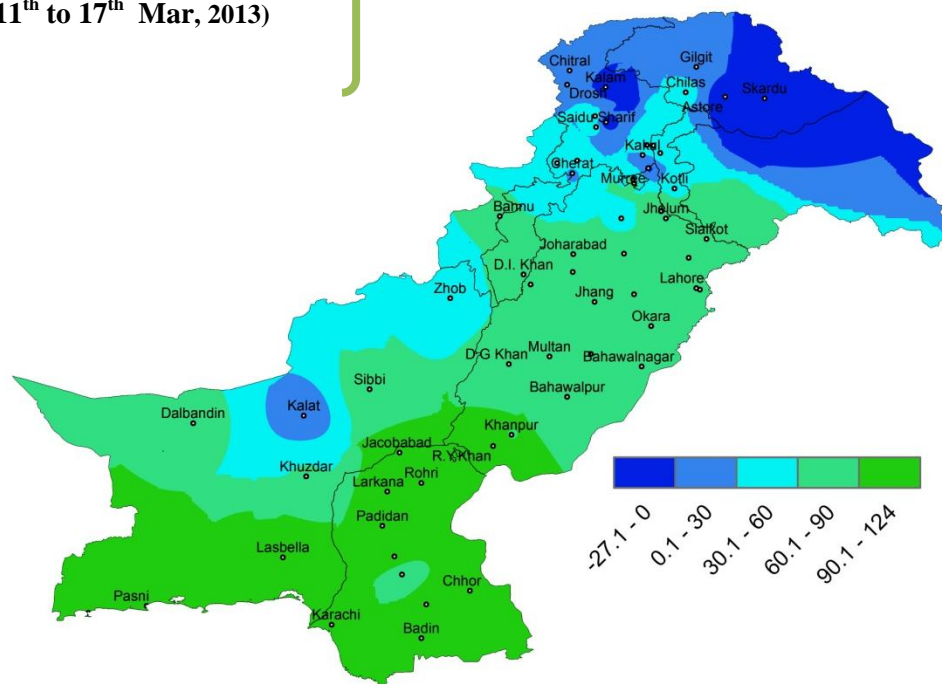 11th to 17th Mar, 2013)
Gilgit
Chitral
Kalam
Chilas
Skardu
Drosh
Astore
Saidu Sharif
Kakul
Cherat
Murree
Kotli
Bannu
Jhelum
Sialkot
Joharabad
D.I. Khan
Lahore
Zhob
Jhang
Okara
Multan
D G Khan
Bahawalnagar
Sibbi
Bahawalpur
Kalat
Dalbandin
Khanpur
Jacobabad
R.Y.Khan
Khuzdar
Rohri
Larkana
Padidan
Lasbella
Chhor
Pasni
Karachi
Badin
-27.1 - 0
0.1 - 30
30.1 - 60
60.1 - 90
90.1 - 124